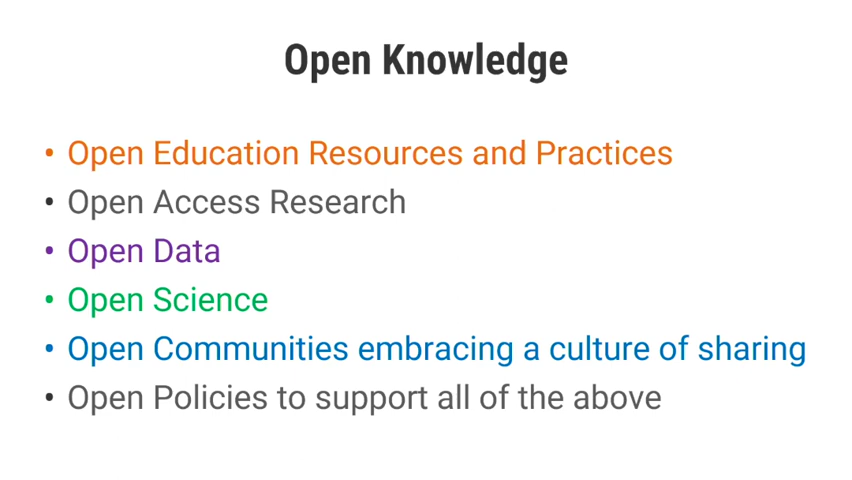 Open Knowledge
• Open Education Resources and Practices
• Open Access Research
• Open Data
• Open Science
• Open Communities embracing a culture of sharing
• Open Policies to support all of the above